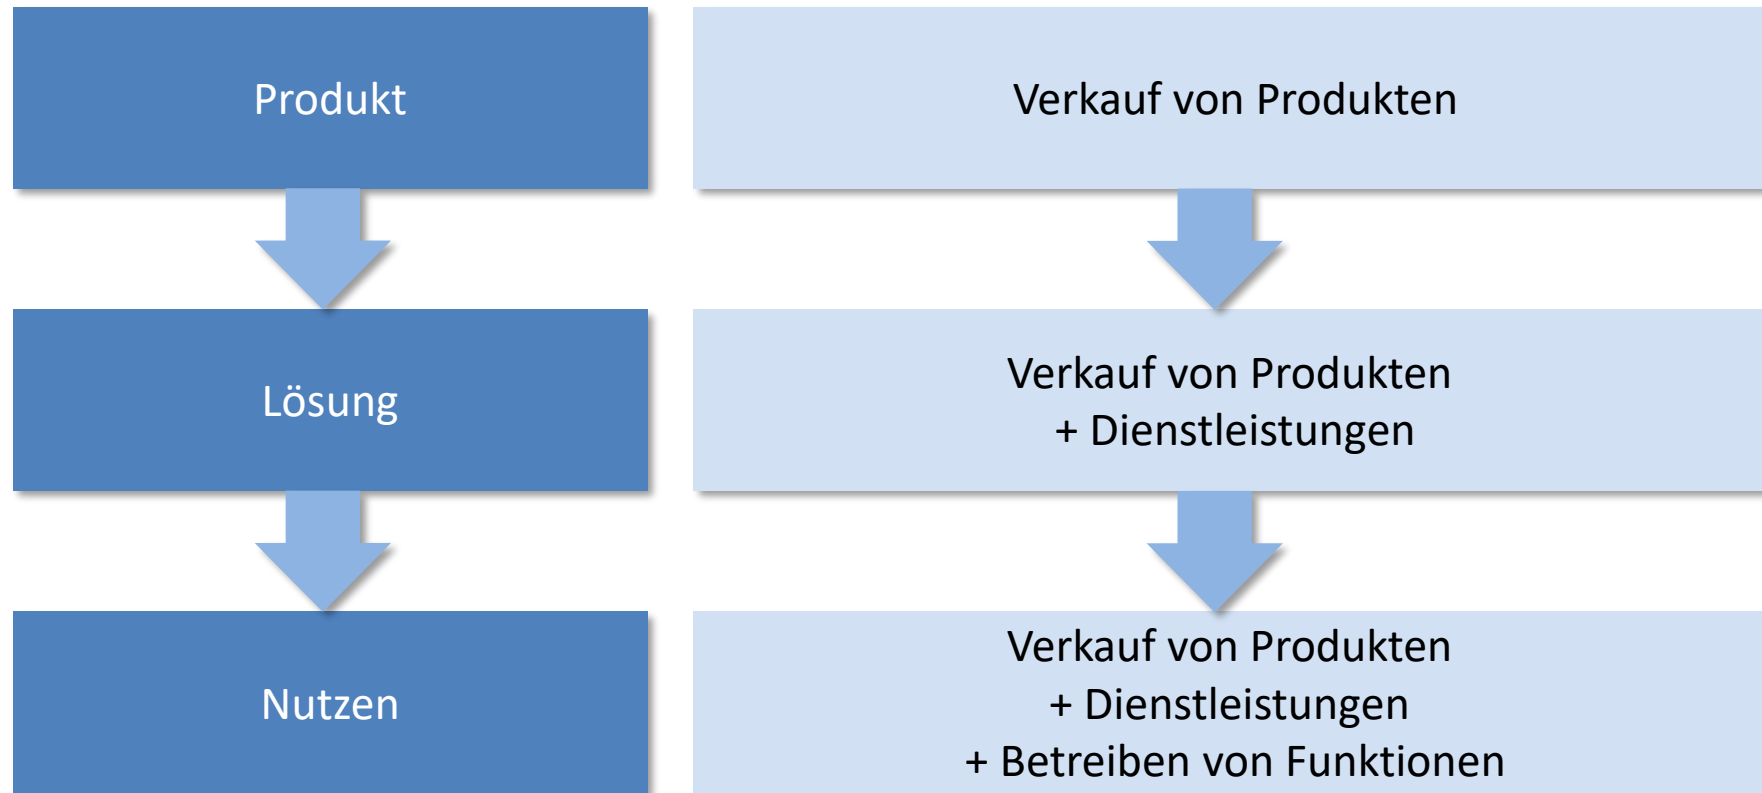 Produkt
Verkauf von Produkten
Lösung
Verkauf von Produkten
+ Dienstleistungen
Nutzen
Verkauf von Produkten
+ Dienstleistungen
+ Betreiben von Funktionen